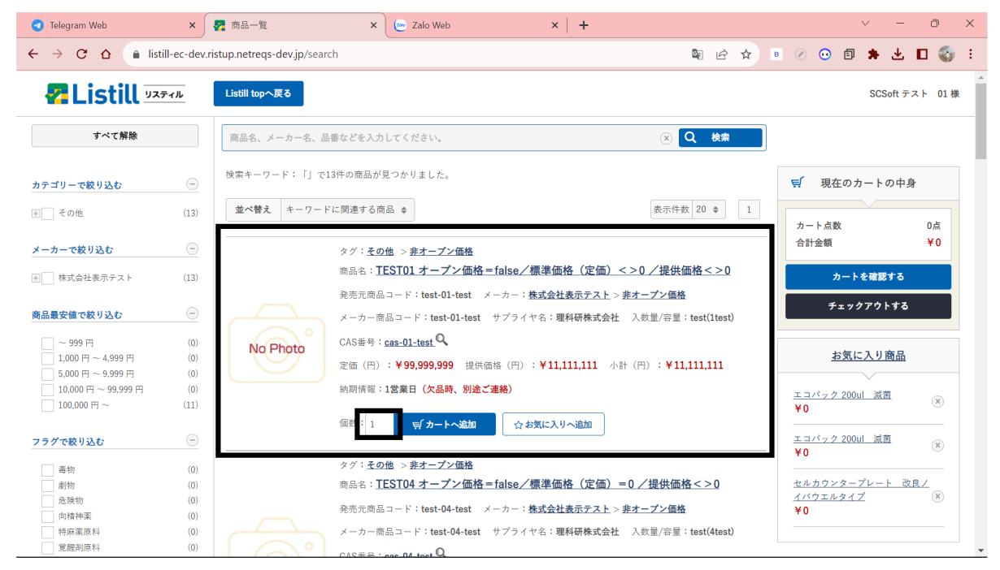 Telegram Web
商品一覧
Zalo Web
listill-ec-dev.ristup.netreqs-dev.jp/search
Listill リスティル
Listill topへ戻る
SCSoft テスト 01 様
すべて解除
カテゴリーで絞り込む
その他 (13)
メーカーで絞り込む
株式会社表示テスト (13)
商品最安値で絞り込む
～ 999 円 (0)
1,000 円 ～ 4,999 円 (0)
5,000 円 ～ 9,999 円 (0)
10,000 円 ～ 99,999 円 (0)
100,000 円 ～ (11)
フラグで絞り込む
毒物 (0)
劇物 (0)
危険物 (0)
向精神薬 (0)
特麻薬原料 (0)
覚醒剤原料 (0)
商品名、メーカー名、品番などを入力してください。
検索
検索キーワード：「」で13件の商品が見つかりました。
並べ替え キーワードに関連する商品
表示件数 20
1
No Photo
タグ：その他 ＞非オープン価格
商品名：TEST01 オープン価格＝false／標準価格（定価）＜＞0 ／提供価格＜＞0
発売元商品コード：test-01-test メーカー：株式会社表示テスト＞非オープン価格
メーカー商品コード：test-01-test サプライヤ名：理科研株式会社 入数量/容量：test(1test)
CAS番号：cas-01-test
定価（円）：￥99,999,999 提供価格（円）：￥11,111,111 小計（円）：￥11,111,111
納期情報：1営業日（欠品時、別途ご連絡）
個数：1
カートへ追加
☆お気に入りへ追加
タグ：その他 ＞非オープン価格
商品名：TEST04 オープン価格＝false／標準価格（定価）＝0 ／提供価格＜＞0
発売元商品コード：test-04-test メーカー：株式会社表示テスト＞非オープン価格
メーカー商品コード：test-04-test サプライヤ名：理科研株式会社 入数量/容量：test(4test)
CAS番号：cas-04-test
現在のカートの中身
カート点数 0点
合計金額 ￥0
カートを確認する
チェックアウトする
お気に入り商品
エコパック 200ul 滅菌
￥0
エコパック 200ul 滅菌
￥0
セルカウンタープレート 改良ノ
イバウエルタイプ
￥0